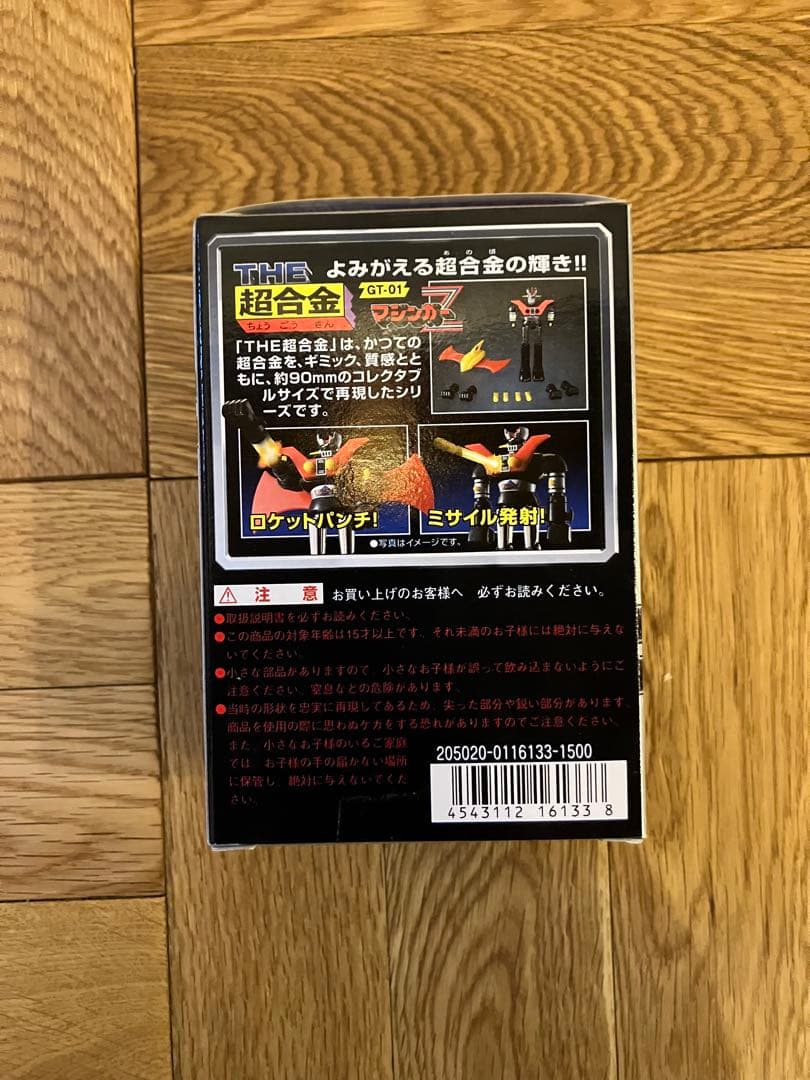 THE
超合金
ちょうごうきん
よみがえる超合金の輝き!!
あの頃
GT-01
マジンガーZ
「THE超合金」は、かつての
超合金を、ギミック、質感とと
もに、約90mmのコレクタブ
ルサイズで再現したシリ
ーズです。
ロケットパンチ!
ミサイル発射!
●写真はイメージです。
⚠ 注意 お買い上げのお客様へ 必ずお読みください。
●取扱説明書を必ずお読みください。
●この商品の対象年齢は15才以上です。それ未満のお子様には絶対に与えな
いでください。
●小さな部品がありますので、小さなお子様が誤って飲み込まないようにご
注意ください。窒息などの危険があります。
●当時の形状を忠実に再現してあるため、尖った部分や鋭い部分があります。
商品を使用の際に思わぬケガをする恐れがありますのでご注意ください。
また、小さなお子様のいるご家庭
では、お子様の手の届かない場所
に保管し、絶対に与えないでくだ
さい。
205020-0116133-1500
4543112 161338